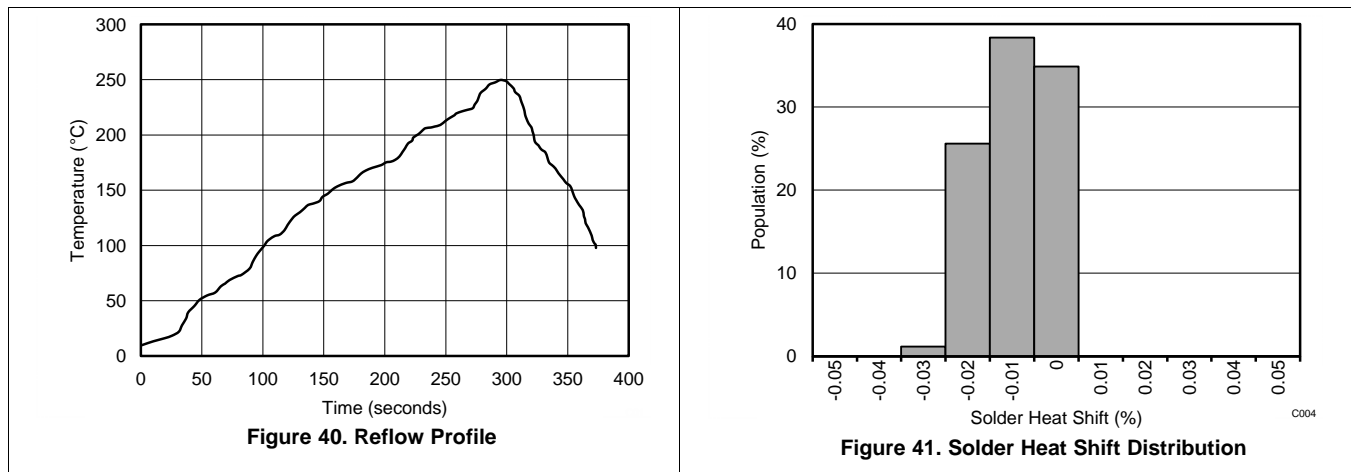 300
250
200
150
100
50
0
Temperature (°C)
0 50 100 150 200 250 300 350 400
Time (seconds)
Figure 40. Reflow Profile
40
30
20
10
0
Population (%)
-0.05 -0.04 -0.03 -0.02 -0.01 0 0.01 0.02 0.03 0.04 0.05
Solder Heat Shift (%)
C004
Figure 41. Solder Heat Shift Distribution